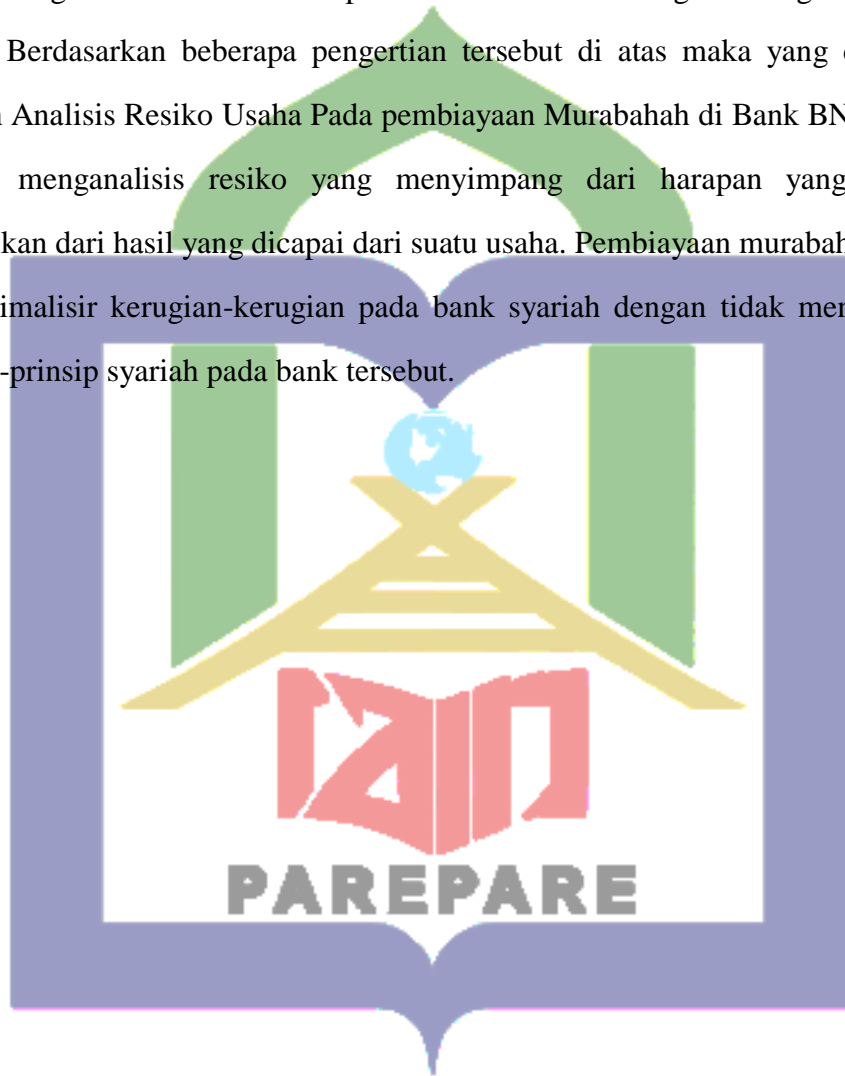 Berdasarkan beberapa pengertian tersebut di atas maka yang
Analisis Resiko Usaha Pada pembiayaan Murabahah di Bank BN
menganalisis resiko yang menyimpang dari harapan yang
kan dari hasil yang dicapai dari suatu usaha. Pembiayaan murabah
imalisir kerugian-kerugian pada bank syariah dengan tidak mer
-prinsip syariah pada bank tersebut.
iain
PAREPARE